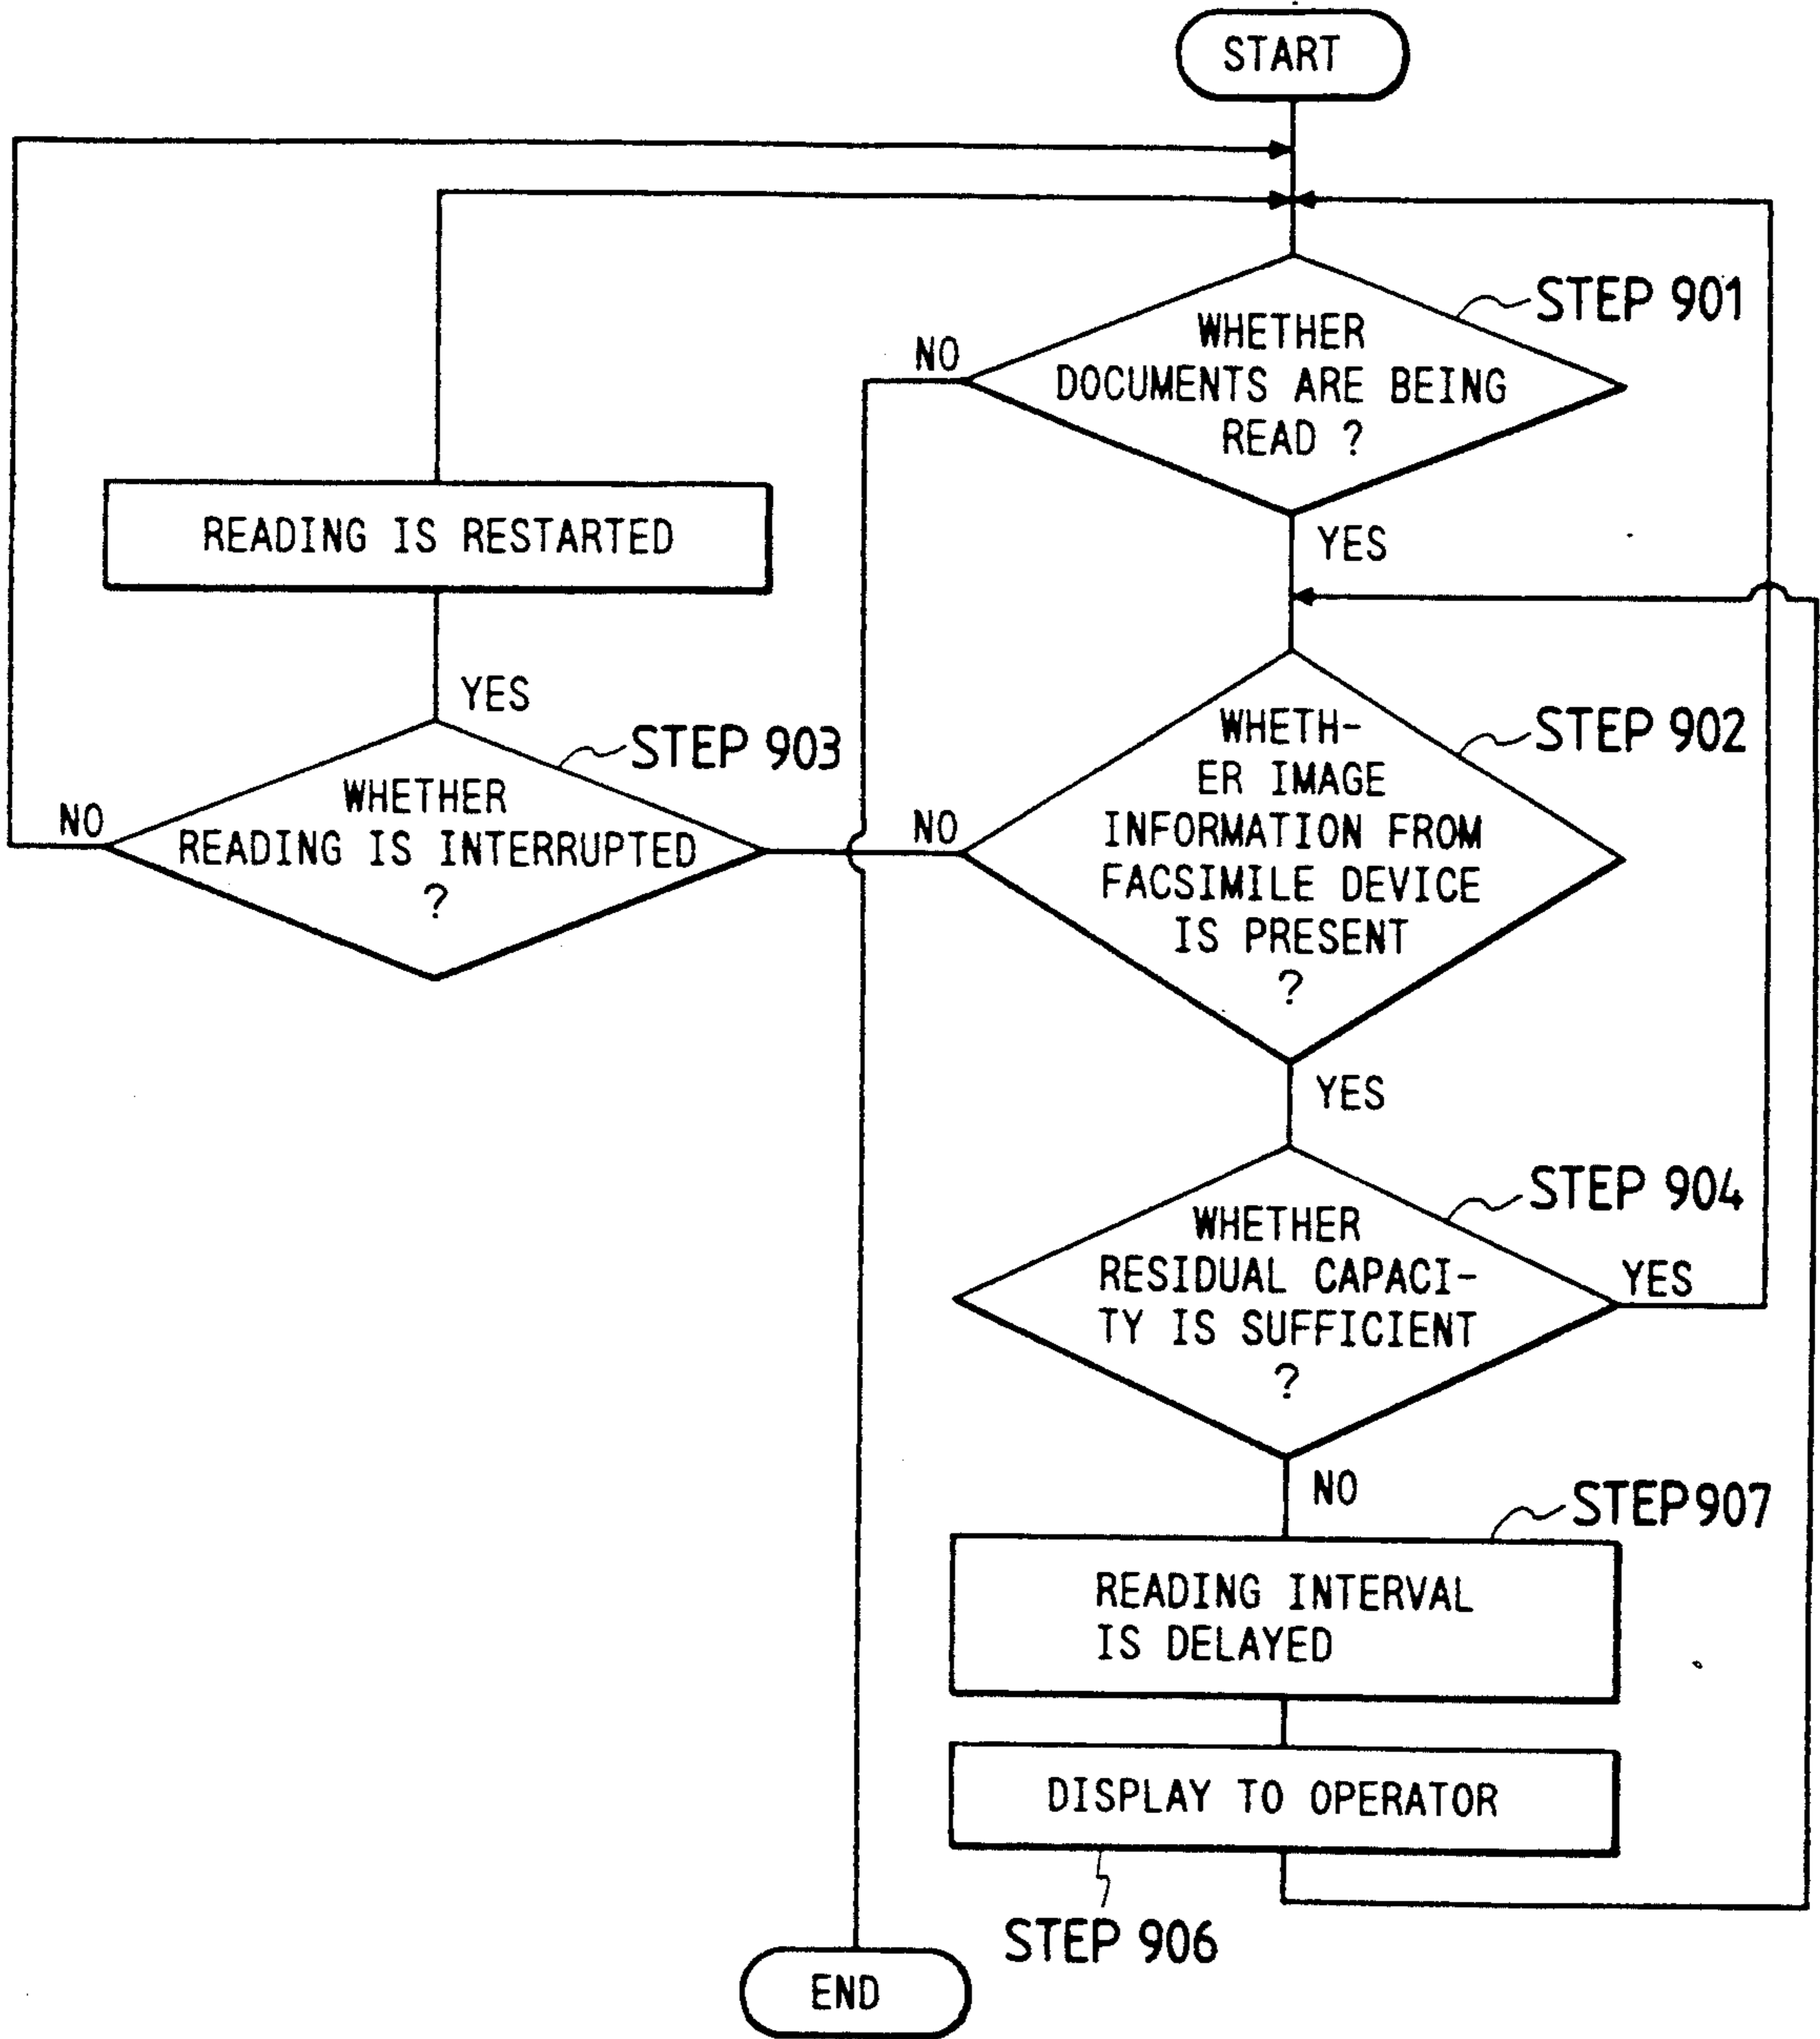 START
STEP 901
WHETHER
DOCUMENTS ARE BEING
READ ?
NO
YES
READING IS RESTARTED
YES
STEP 903
WHETHER
READING IS INTERRUPTED
?
NO
STEP 902
WHETH-
ER IMAGE
INFORMATION FROM
FACSIMILE DEVICE
IS PRESENT
?
NO
YES
STEP 904
WHETHER
RESIDUAL CAPACI-
TY IS SUFFICIENT
?
YES
NO
STEP 907
READING INTERVAL
IS DELAYED
DISPLAY TO OPERATOR
STEP 906
END